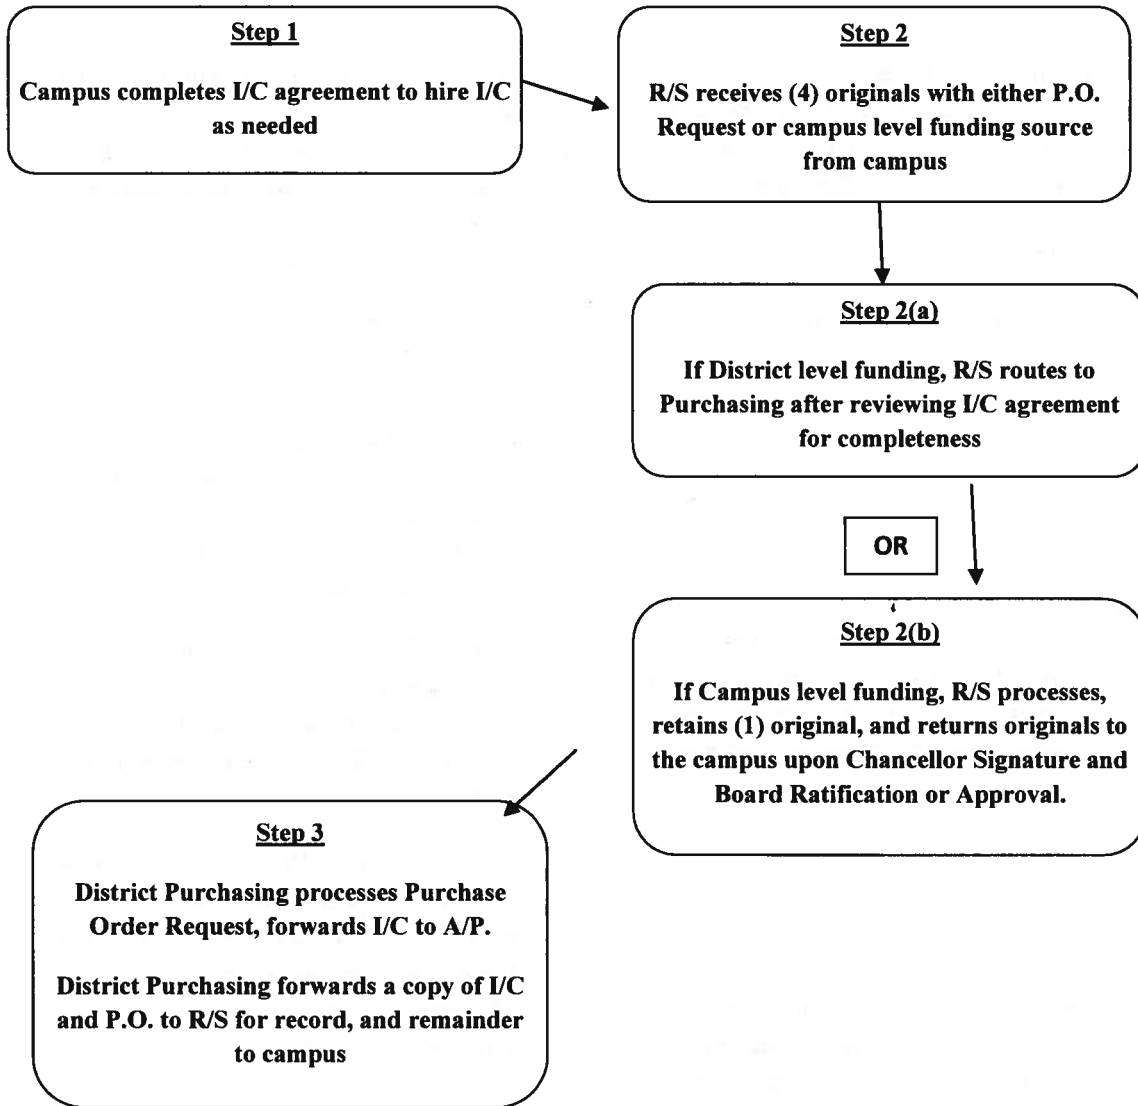 Step 1
Campus completes I/C agreement to hire I/C
as needed
Step 2
R/S receives (4) originals with either P.O.
Request or campus level funding source
from campus
Step 2(a)
If District level funding, R/S routes to
Purchasing after reviewing I/C agreement
for completeness
OR
Step 2(b)
If Campus level funding, R/S processes,
retains (1) original, and returns originals to
the campus upon Chancellor Signature and
Board Ratification or Approval.
Step 3
District Purchasing processes Purchase
Order Request, forwards I/C to A/P.
District Purchasing forwards a copy of I/C
and P.O. to R/S for record, and remainder
to campus